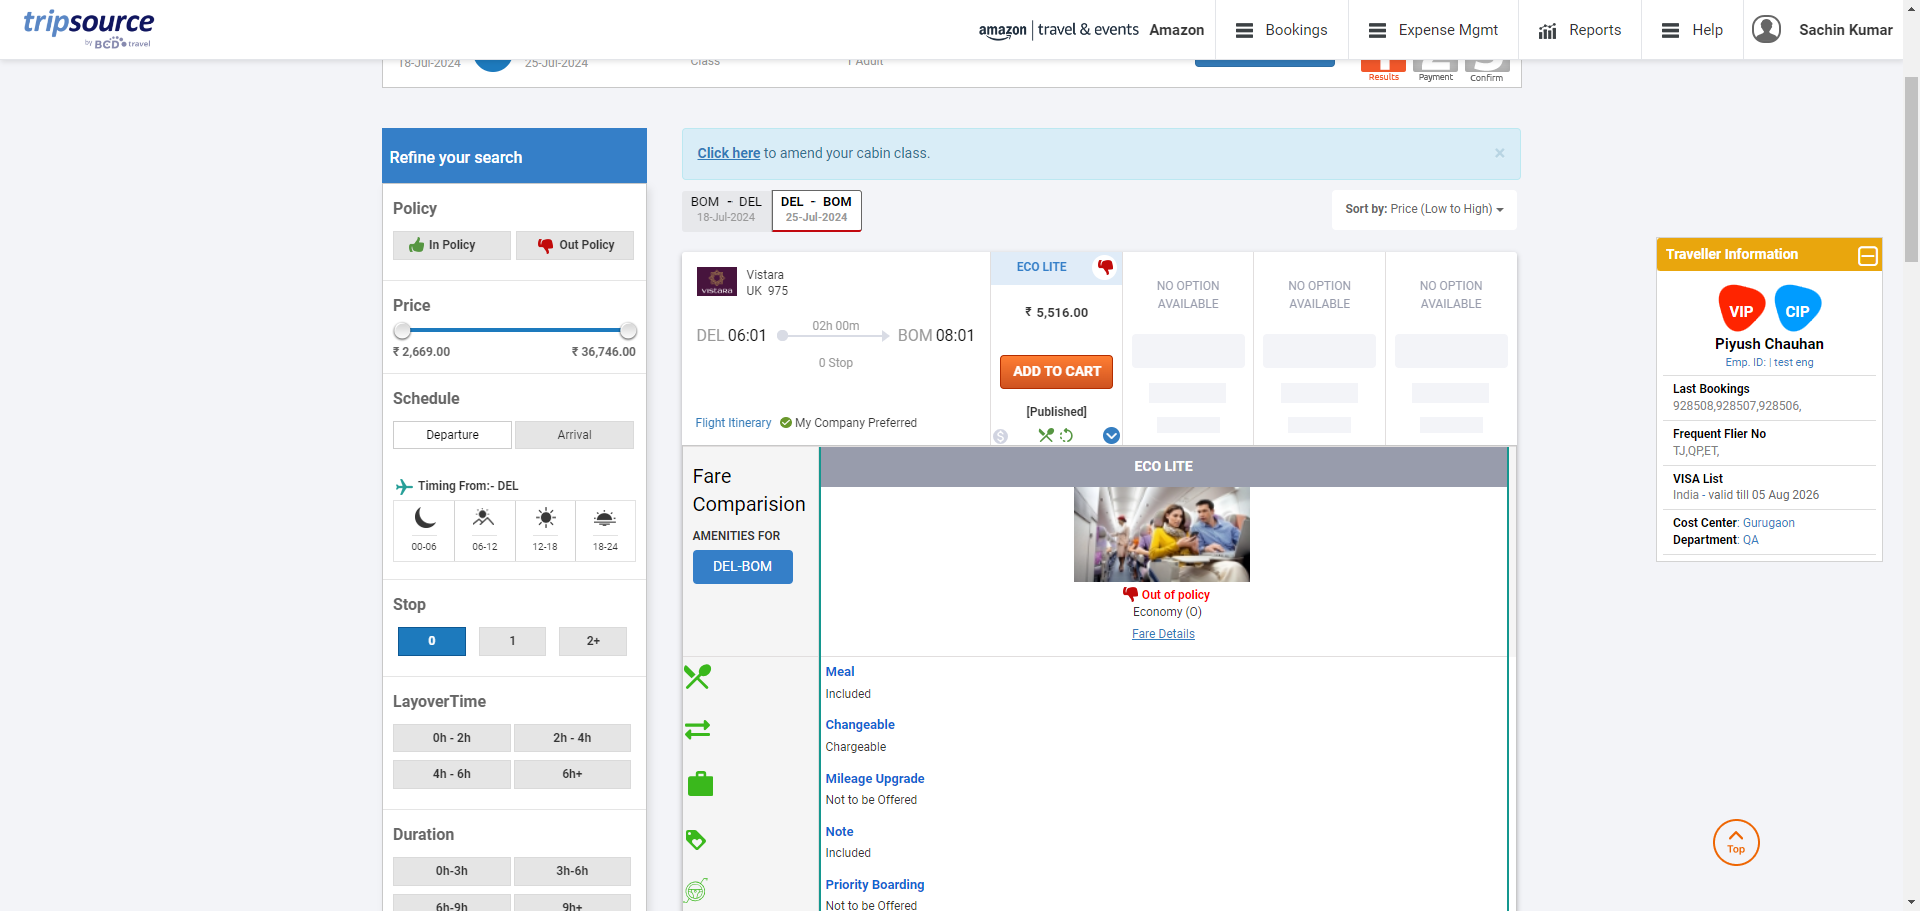 tripsource
by BCD travel
amazon travel & events Amazon
Bookings
Expense Mgmt
Reports
Help
Sachin Kumar
18-Jul-2024
25-Jul-2024
Class
1 Adult
Results
Payment
Confirm
Refine your search
Policy
In Policy
Out Policy
Price
₹ 2,669.00
₹ 36,746.00
Schedule
Departure
Arrival
Timing From:- DEL
00-06
06-12
12-18
18-24
Stop
0
1
2+
LayoverTime
0h - 2h
2h - 4h
4h - 6h
6h+
Duration
0h-3h
3h-6h
6h-9h
9h+
Click here to amend your cabin class.
×
BOM - DEL
18-Jul-2024
DEL - BOM
25-Jul-2024
Sort by: Price (Low to High)
VISTARA
Vistara
UK 975
DEL 06:01
02h 00m
BOM 08:01
0 Stop
Flight Itinerary
My Company Preferred
ECO LITE
₹ 5,516.00
ADD TO CART
[Published]
NO OPTION
AVAILABLE
NO OPTION
AVAILABLE
NO OPTION
AVAILABLE
Fare
Comparision
AMENITIES FOR
DEL-BOM
ECO LITE
Out of policy
Economy (O)
Fare Details
Meal
Included
Changeable
Chargeable
Mileage Upgrade
Not to be Offered
Note
Included
Priority Boarding
Not to be Offered
Traveller Information
VIP
CIP
Piyush Chauhan
Emp. ID: | test eng
Last Bookings
928508,928507,928506,
Frequent Flier No
TJ,QP,ET,
VISA List
India - valid till 05 Aug 2026
Cost Center: Gurugaon
Department: QA
Top